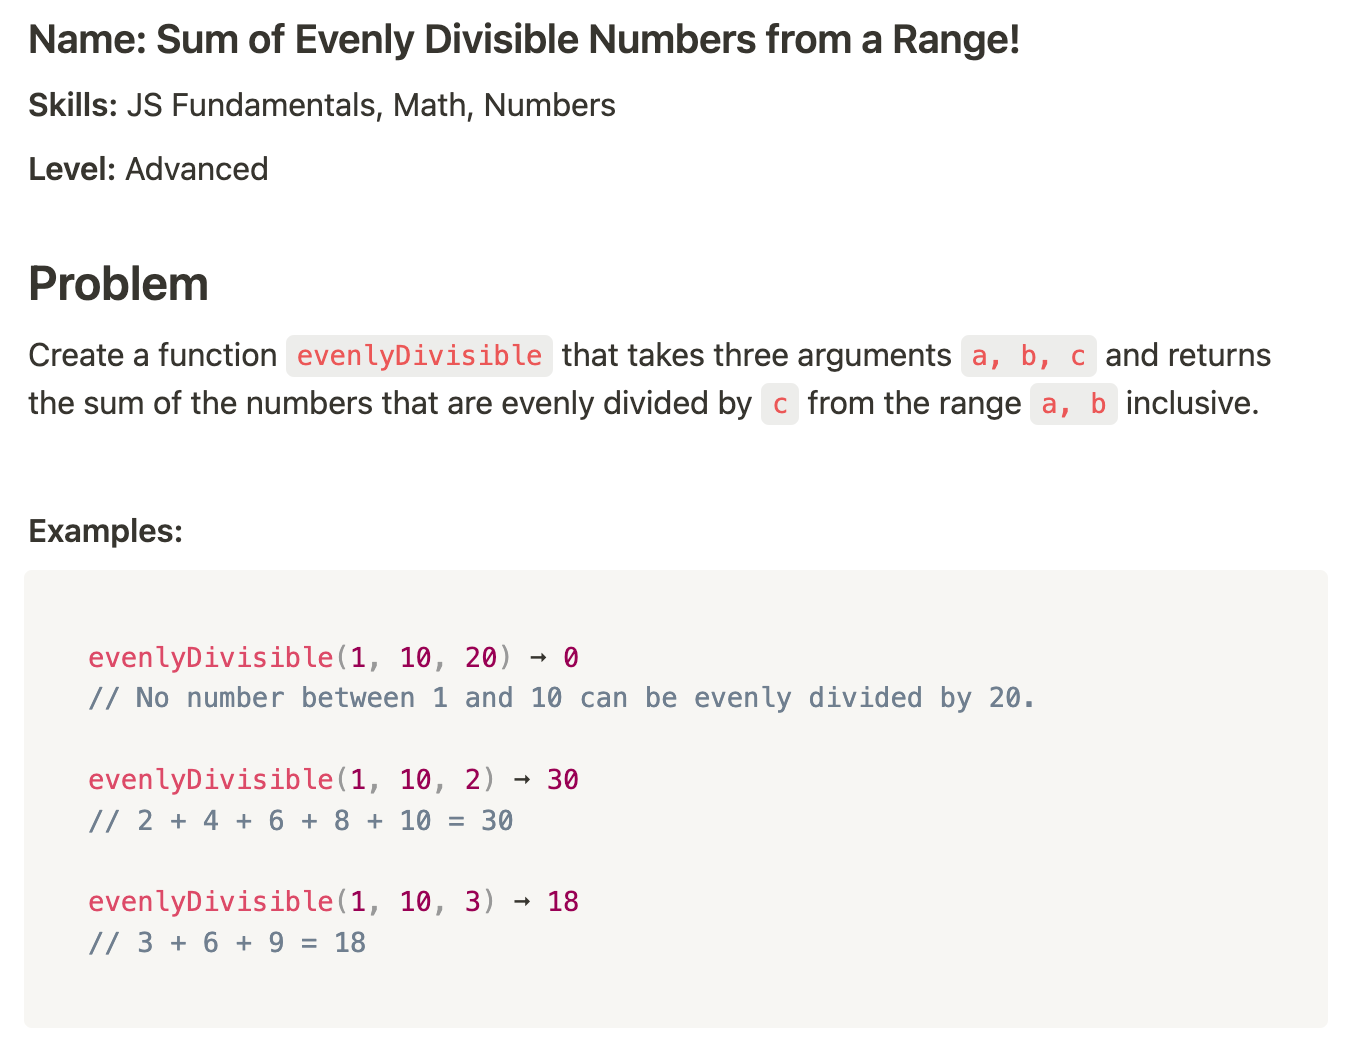 Name: Sum of Evenly Divisible Numbers from a Range!
Skills: JS Fundamentals, Math, Numbers
Level: Advanced
Problem
Create a function evenlyDivisible that takes three arguments a, b, c and returns
the sum of the numbers that are evenly divided by c from the range a, b inclusive.
Examples:
evenlyDivisible(1, 10, 20) → 0
// No number between 1 and 10 can be evenly divided by 20.
evenlyDivisible(1, 10, 2) → 30
// 2 + 4 + 6 + 8 + 10 = 30
evenlyDivisible(1, 10, 3) → 18
// 3 + 6 + 9 = 18